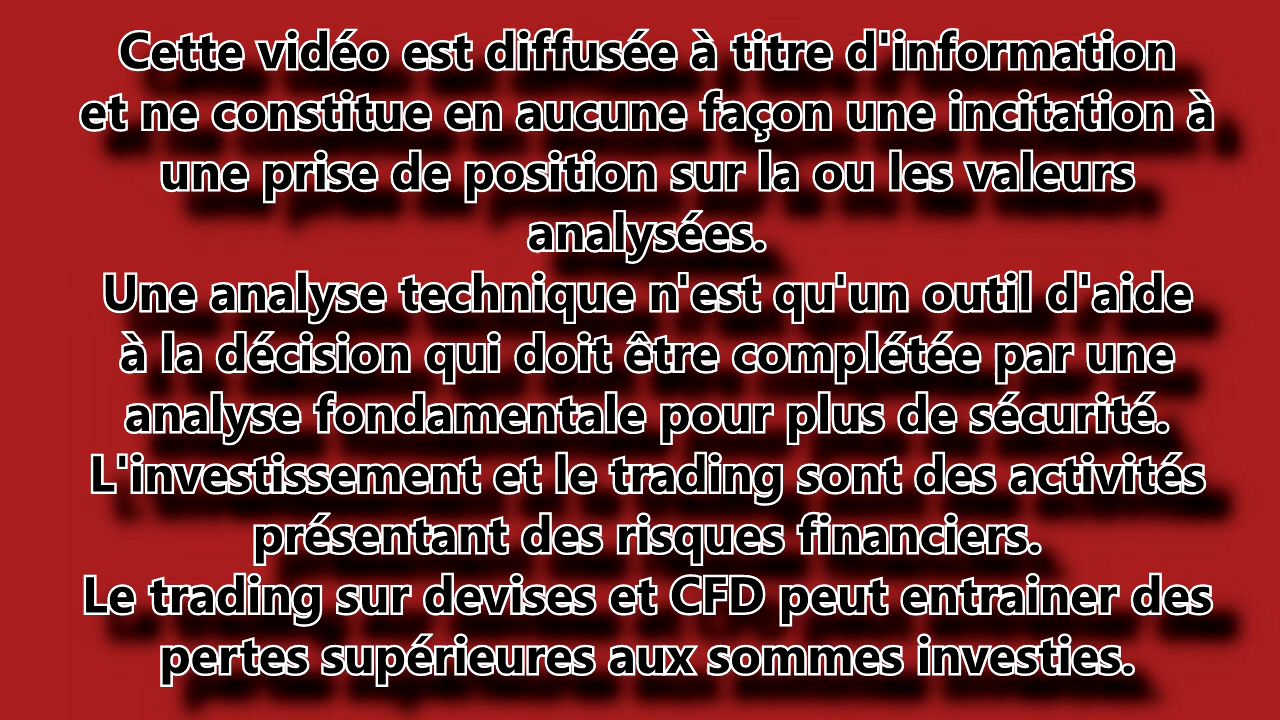 Cette vidéo est diffusée à titre d'information
et ne constitue en aucune façon une incitation à
une prise de position sur la ou les valeurs
analysées.
Une analyse technique n'est qu'un outil d'aide
à la décision qui doit être complétée par une
analyse fondamentale pour plus de sécurité.
L'investissement et le trading sont des activités
présentant des risques financiers.
Le trading sur devises et CFD peut entrainer des
pertes supérieures aux sommes investies.